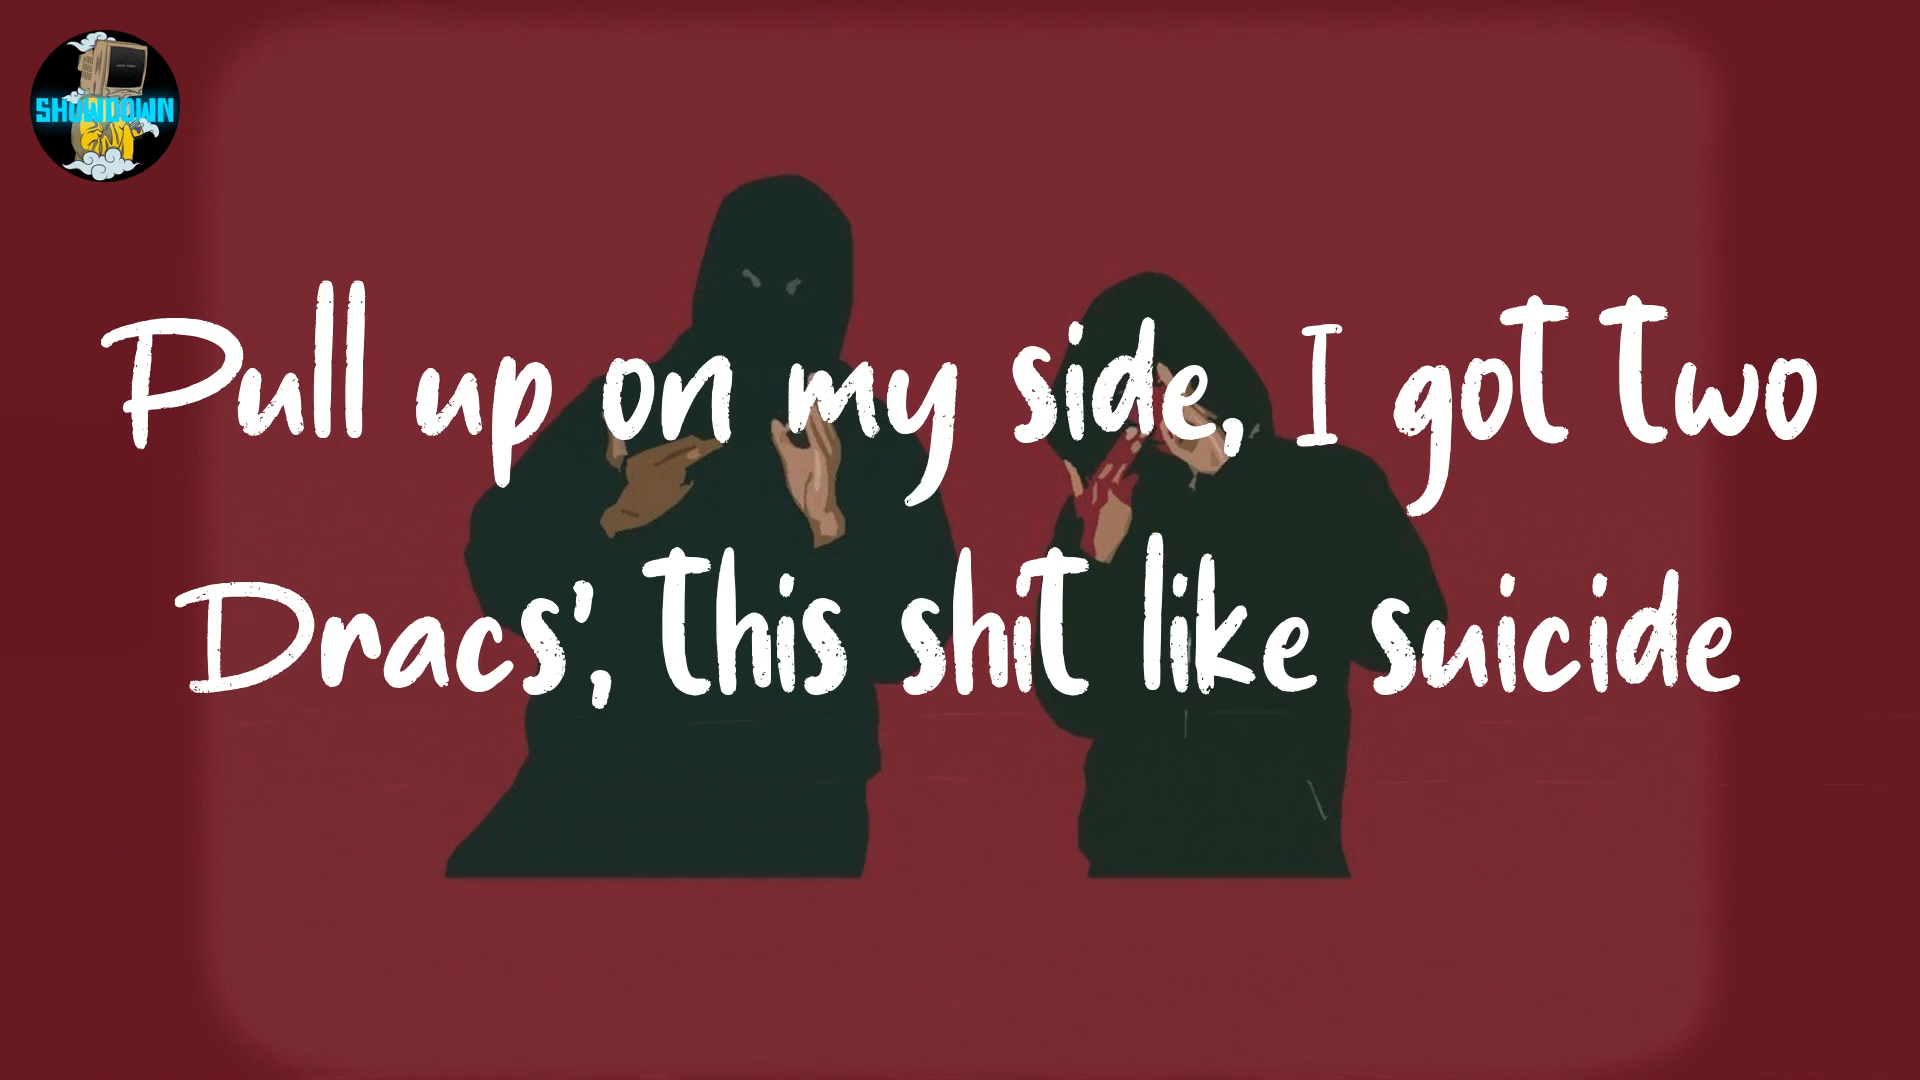 SHOWDOWN
Pull up on my side, I got two
Dracs', this shit like suicide